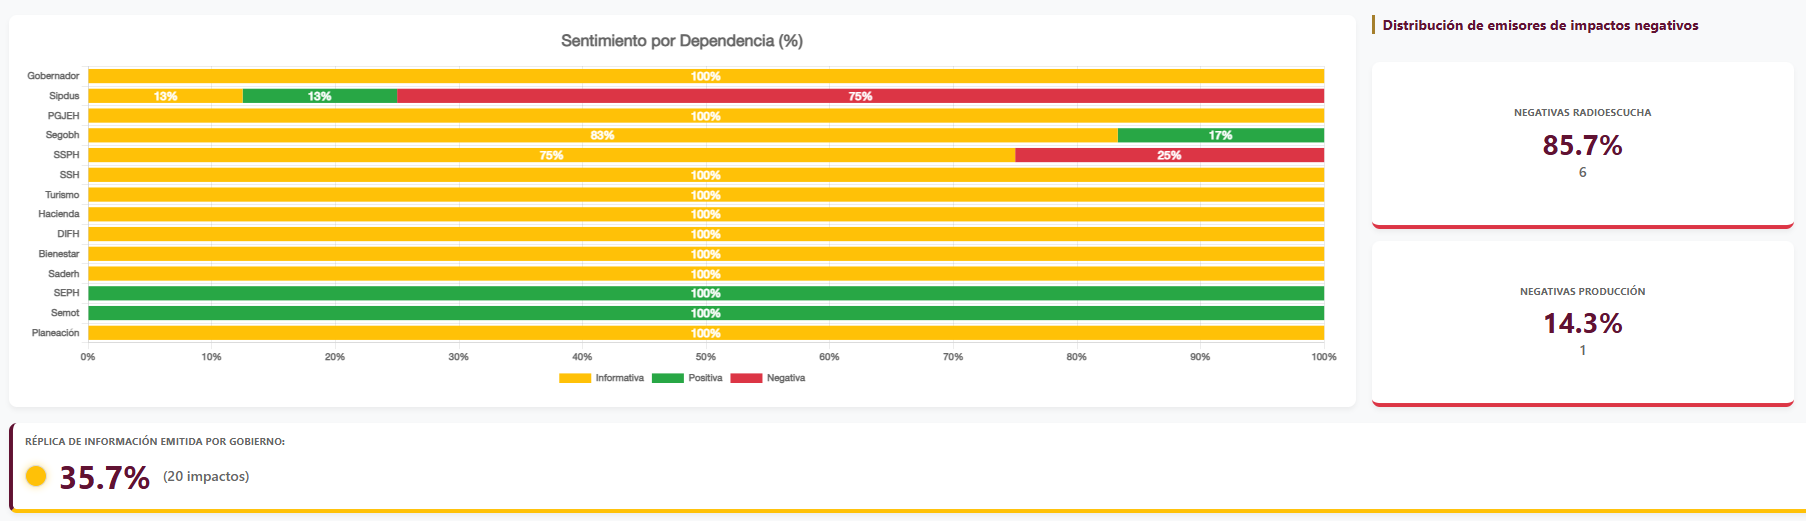 Sentimiento por Dependencia (%)
Gobernador 100%
Sipdus 13% 13% 75%
PGJEH 100%
Segobh 83% 17%
SSPH 75% 25%
SSH 100%
Turismo 100%
Hacienda 100%
DIFH 100%
Bienestar 100%
Saderh 100%
SEPH 100%
Semot 100%
Planeación 100%
0% 10% 20% 30% 40% 50% 60% 70% 80% 90% 100%
Informativa Positiva Negativa
Distribución de emisores de impactos negativos
NEGATIVAS RADIOESCUCHA
85.7%
6
NEGATIVAS PRODUCCIÓN
14.3%
1
RÉPLICA DE INFORMACIÓN EMITIDA POR GOBIERNO:
35.7% (20 impactos)